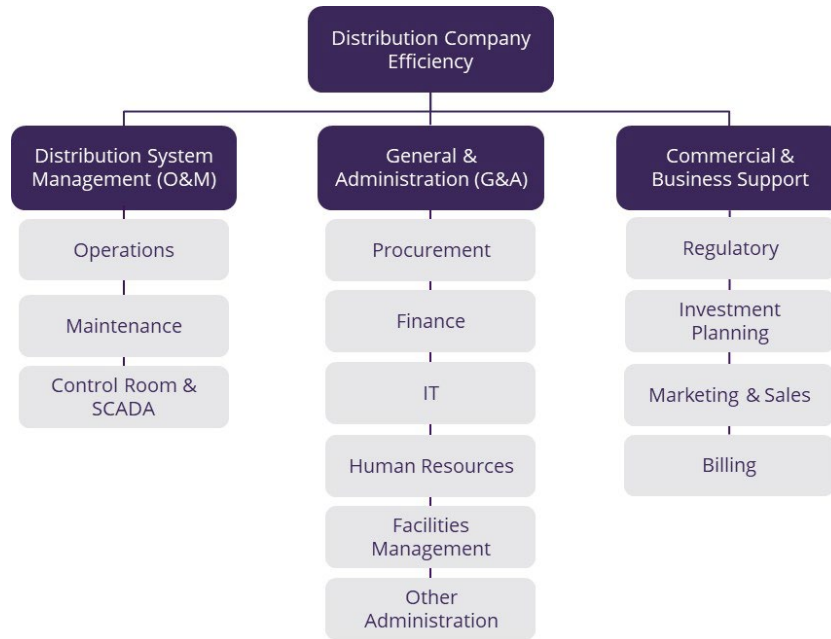 Distribution Company
Efficiency
Distribution System
Management (O&M)
Operations
Maintenance
Control Room &
SCADA
General &
Administration (G&A)
Procurement
Finance
IT
Human Resources
Facilities
Management
Other
Administration
Commercial &
Business Support
Regulatory
Investment
Planning
Marketing & Sales
Billing